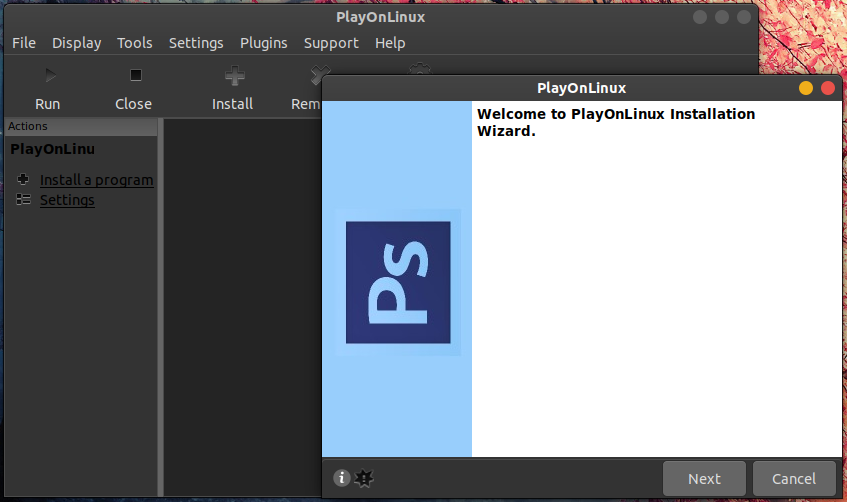 PlayOnLinux
File Display Tools Settings Plugins Support Help
Run Close Install Rem
Actions
PlayOnLinu
Install a program
Settings
PlayOnLinux
Welcome to PlayOnLinux Installation
Wizard.
Ps
Next Cancel